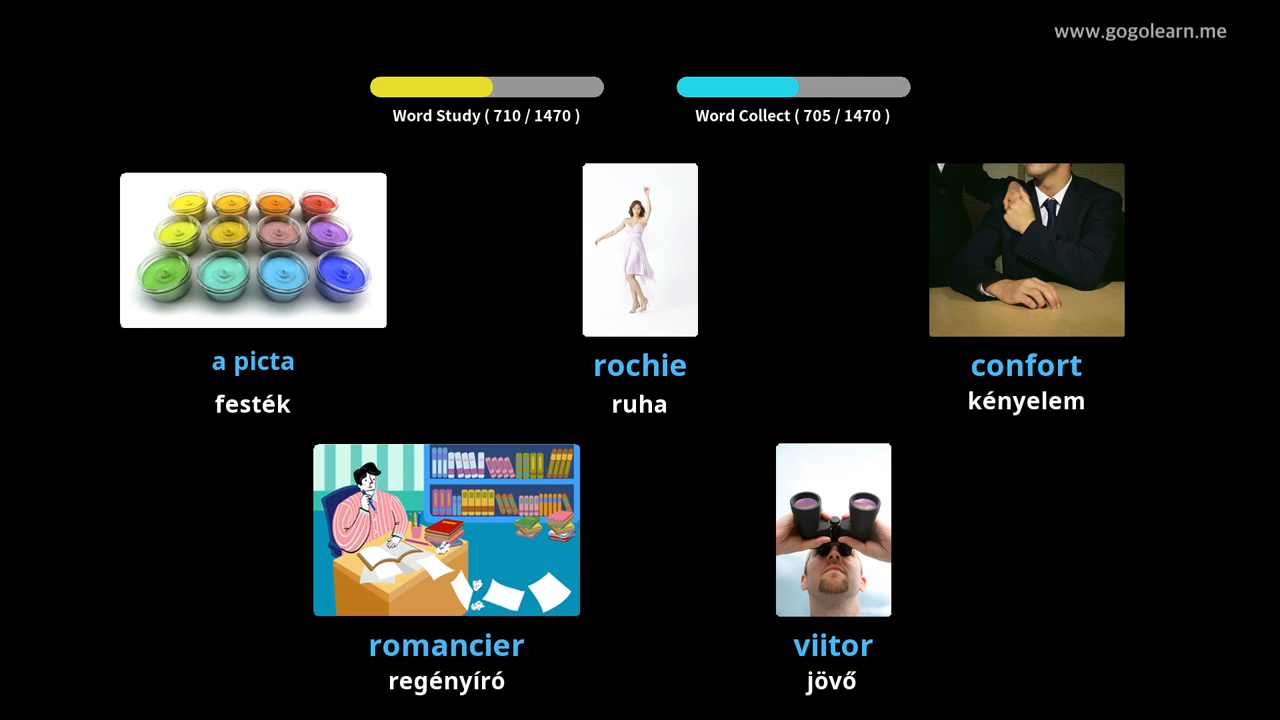 www.gogolearn.me
Word Study ( 710 / 1470 )
Word Collect ( 705 / 1470 )
a picta
festék
rochie
ruha
confort
kényelem
romancier
regényíró
viitor
jövő